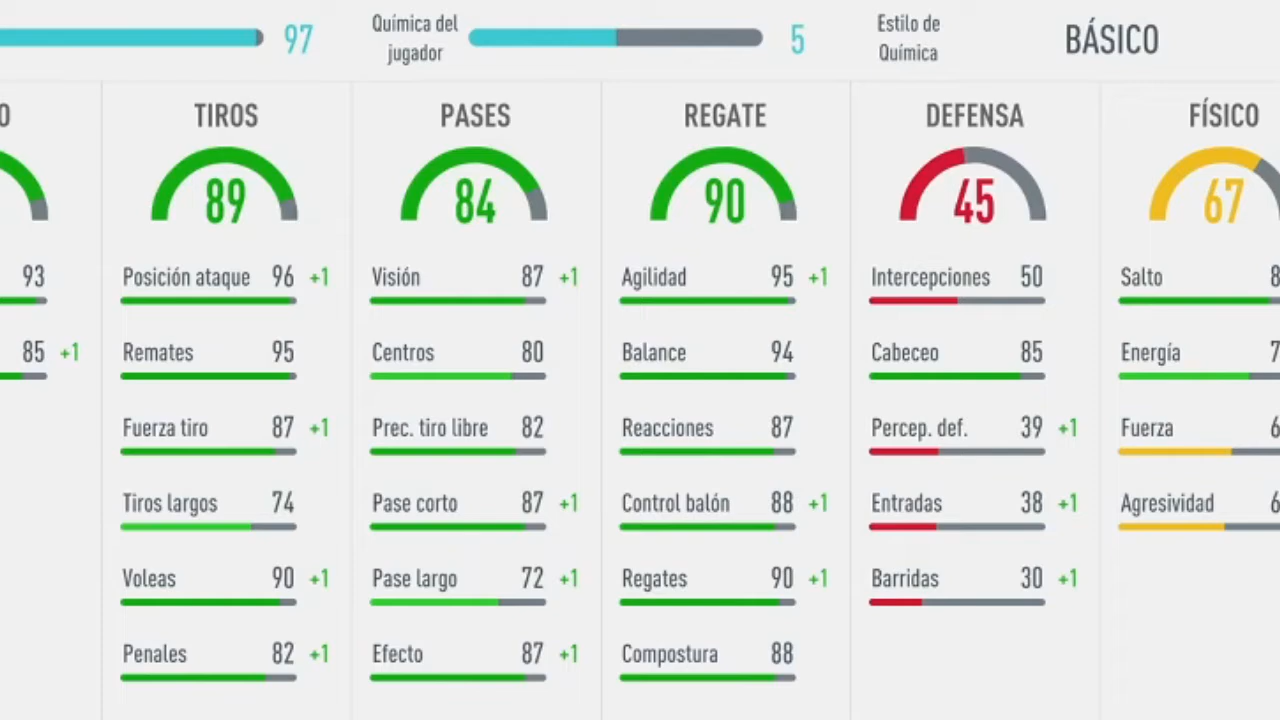 97
Química del
jugador
5
Estilo de
Química
BÁSICO
O
93
85 +1
TIROS
89
Posición ataque 96 +1
Remates 95
Fuerza tiro 87 +1
Tiros largos 74
Voleas 90 +1
Penales 82 +1
PASES
84
Visión 87 +1
Centros 80
Prec. tiro libre 82
Pase corto 87 +1
Pase largo 72 +1
Efecto 87 +1
REGATE
90
Agilidad 95 +1
Balance 94
Reacciones 87
Control balón 88 +1
Regates 90 +1
Compostura 88
DEFENSA
45
Intercepciones 50
Cabeceo 85
Percep. def. 39 +1
Entradas 38 +1
Barridas 30 +1
FÍSICO
67
Salto 8
Energía 7
Fuerza 6
Agresividad 6